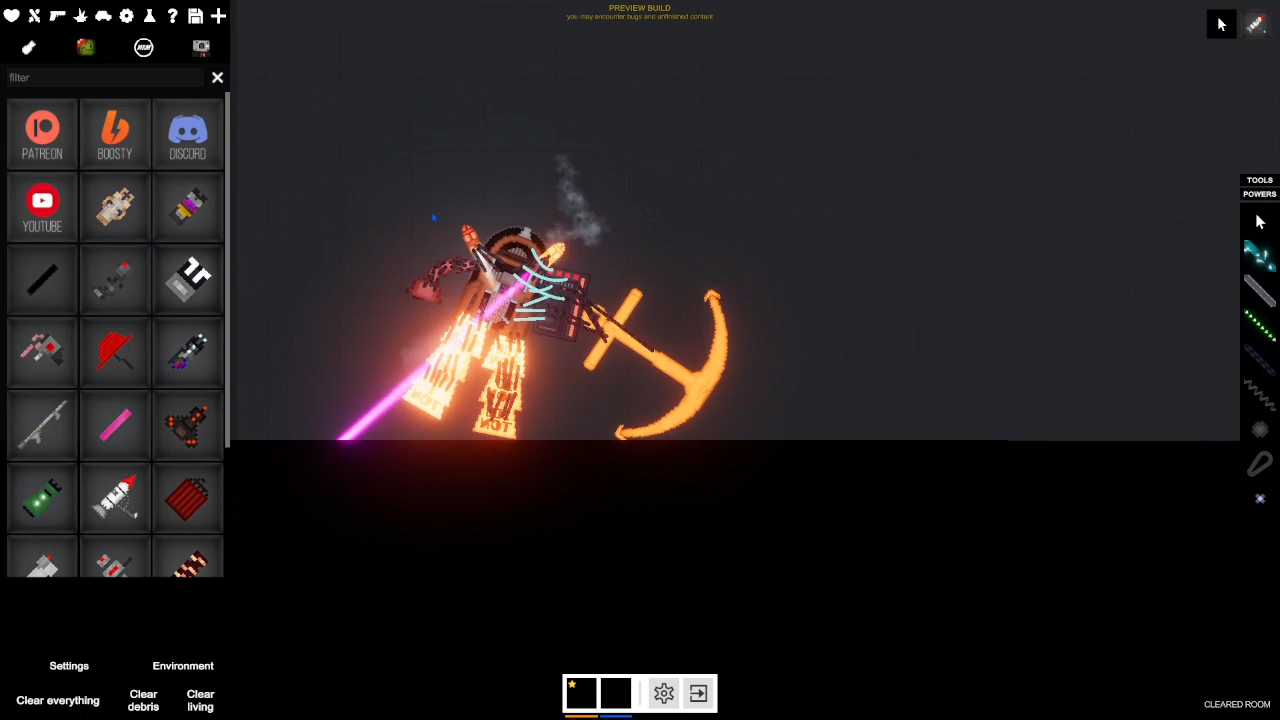 PREVIEW BUILD
you may encounter bugs and unfinished content
filter
PATREON
BOOSTY
DISCORD
YOUTUBE
TOOLS
POWERS
Settings
Environment
Clear everything
Clear
debris
Clear
living
CLEARED ROOM